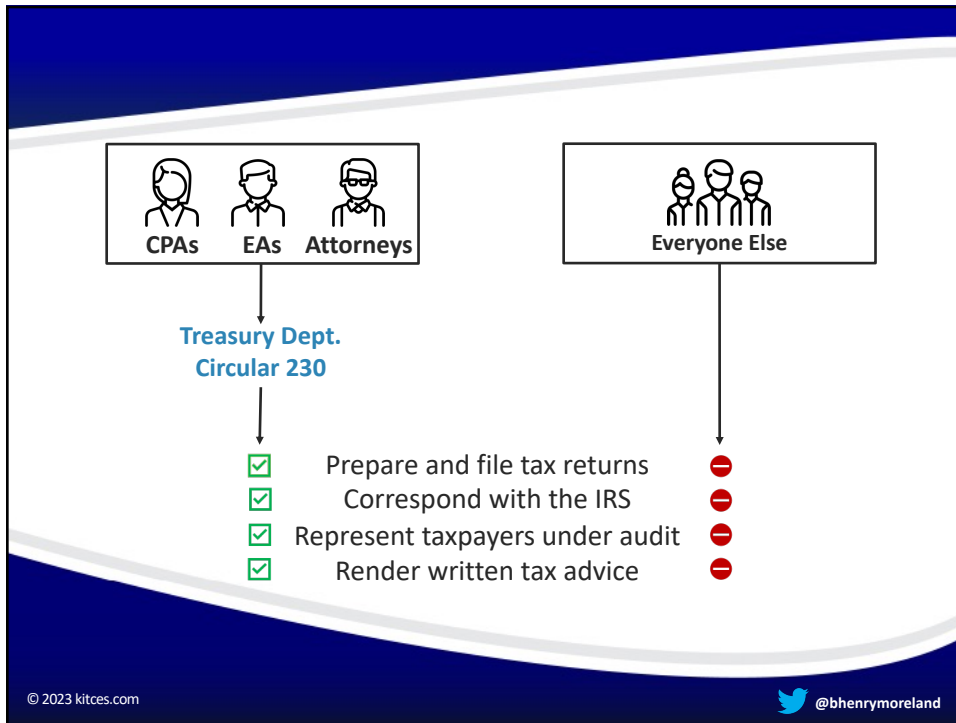 CPAs EAs Attorneys
Everyone Else
Treasury Dept.
Circular 230
Prepare and file tax returns
Correspond with the IRS
Represent taxpayers under audit
Render written tax advice
© 2023 kitces.com
@bhenrymoreland